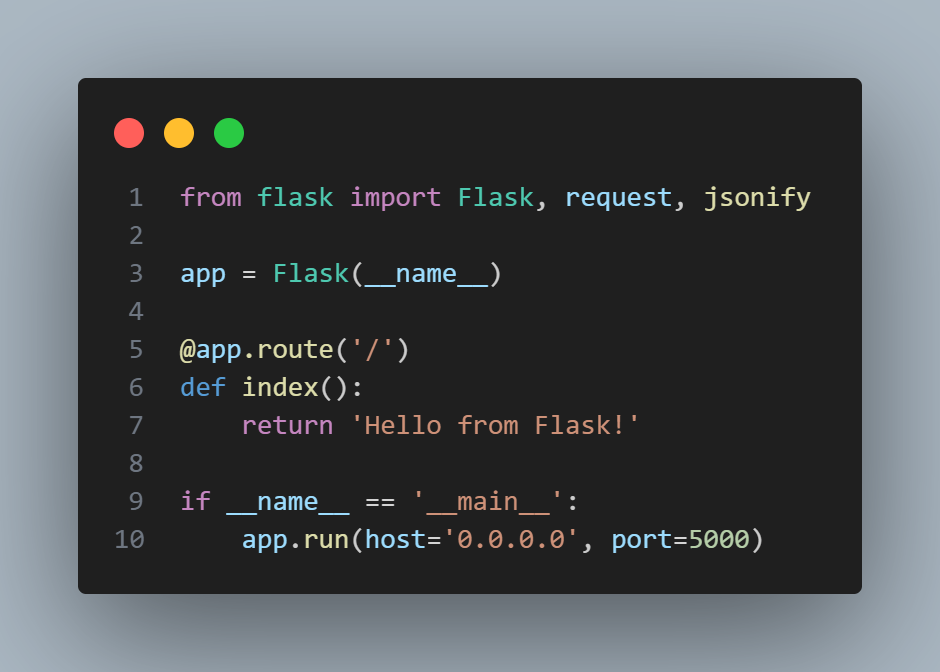 1 from flask import Flask, request, jsonify
2
3 app = Flask(__name__)
4
5 @app.route('/')
6 def index():
7     return 'Hello from Flask!'
8
9 if __name__ == '__main__':
10     app.run(host='0.0.0.0', port=5000)